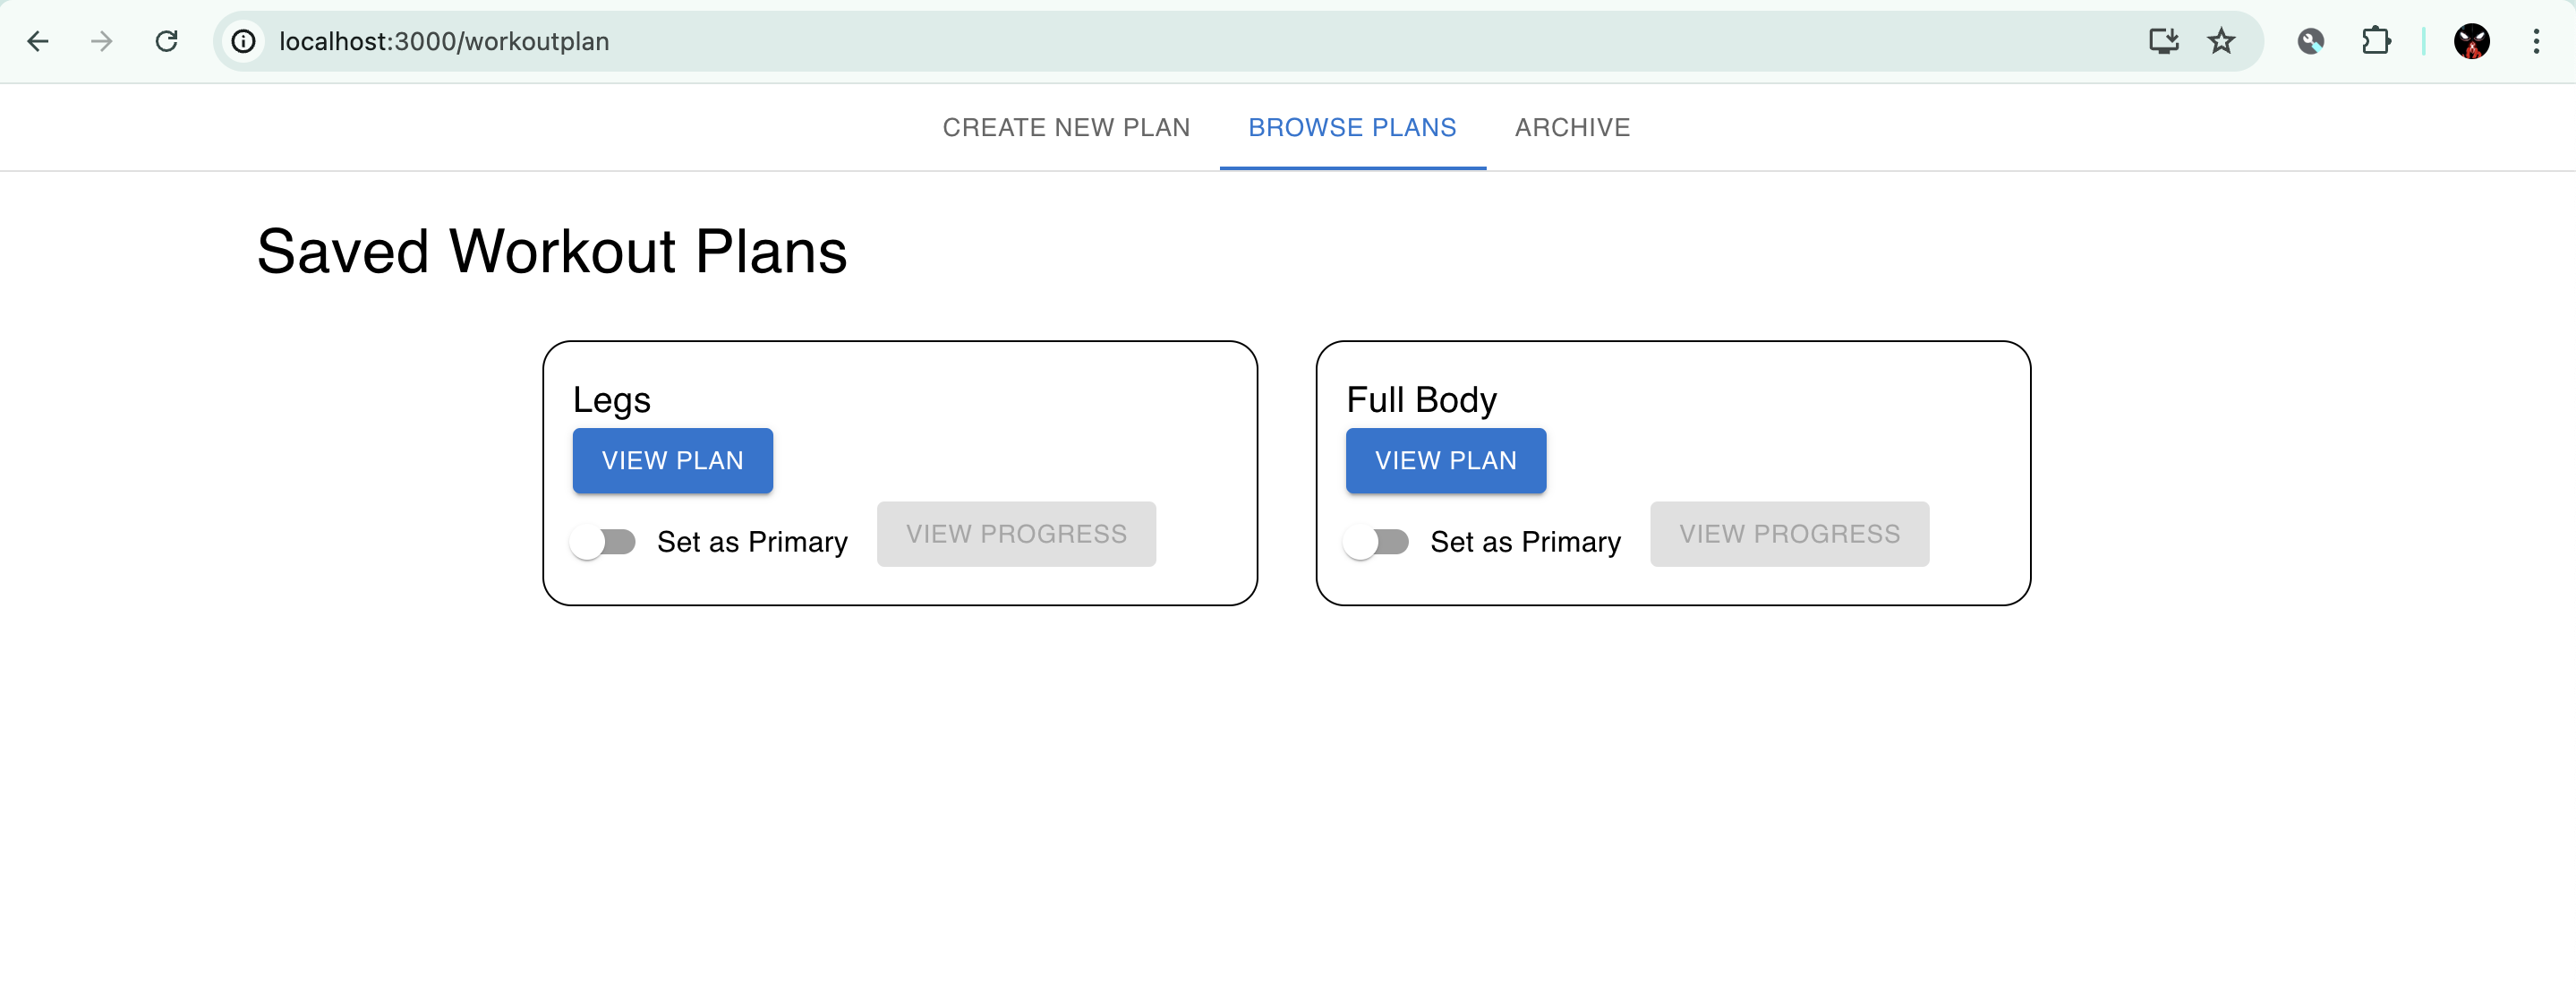 localhost:3000/workoutplan
CREATE NEW PLAN BROWSE PLANS ARCHIVE
Saved Workout Plans
Legs
VIEW PLAN
Set as Primary VIEW PROGRESS
Full Body
VIEW PLAN
Set as Primary VIEW PROGRESS